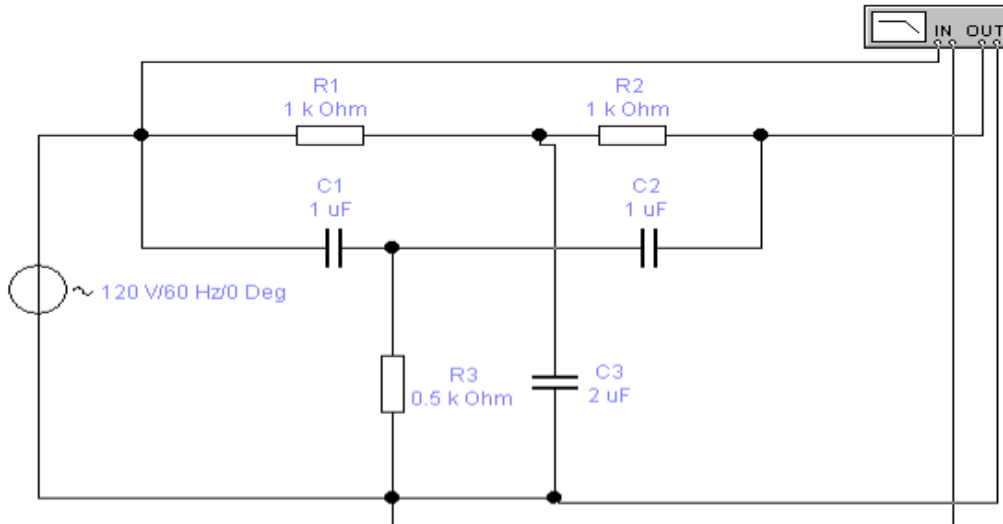 IN OUT
R1
1 k Ohm
R2
1 k Ohm
C1
1 uF
C2
1 uF
~ 120 V/60 Hz/0 Deg
R3
0.5 k Ohm
C3
2 uF